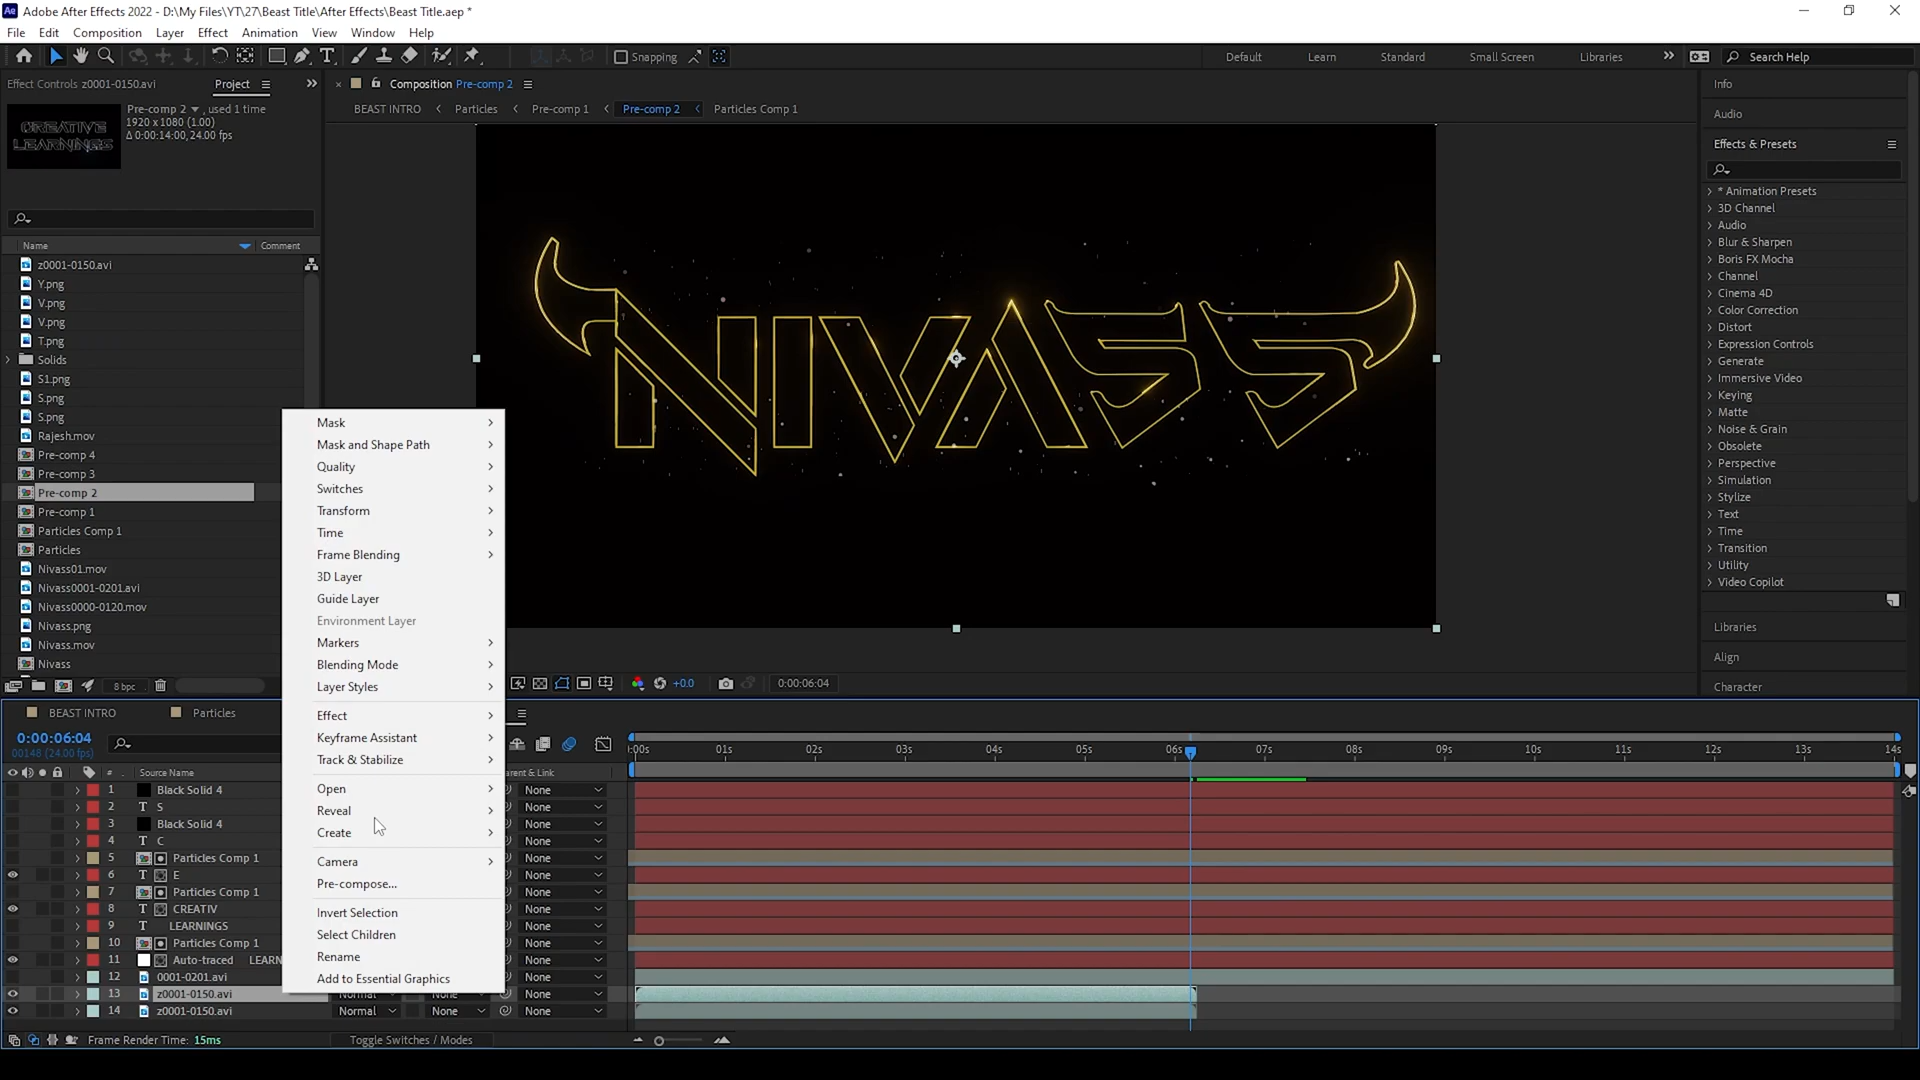 Adobe After Effects 2022 - D:\My Files\YT\27\Beast Title\After Effects\Beast Title.aep *
File Edit Composition Layer Effect Animation View Window Help
Snapping Default Learn Standard Small Screen Libraries Search Help
Effect Controls z0001-0150.avi Project
Composition Pre-comp 2
BEAST INTRO Particles Pre-comp 1 Pre-comp 2 Particles Comp 1
Pre-comp 2 , used 1 time
1920 x 1080 (1.00)
Δ 0:00:14:00, 24.00 fps
CREATIVE
LEARNINGS
Name Comment
z0001-0150.avi
Y.png
V.png
V.png
T.png
Solids
S1.png
S.png
S.png
Rajesh.mov
Pre-comp 4
Pre-comp 3
Pre-comp 2
Pre-comp 1
Particles Comp 1
Particles
Nivass01.mov
Nivass0001-0201.avi
Nivass0000-0120.mov
Nivass.png
Nivass.mov
Nivass
8 bpc
NIVASS
Mask
Mask and Shape Path
Quality
Switches
Transform
Time
Frame Blending
3D Layer
Guide Layer
Environment Layer
Markers
Blending Mode
Layer Styles
Effect
Keyframe Assistant
Track & Stabilize
Open
Reveal
Create
Camera
Pre-compose...
Invert Selection
Select Children
Rename
Add to Essential Graphics
+0.0 0:00:06:04
Info
Audio
Effects & Presets
* Animation Presets
3D Channel
Audio
Blur & Sharpen
Boris FX Mocha
Channel
Cinema 4D
Color Correction
Distort
Expression Controls
Generate
Immersive Video
Keying
Matte
Noise & Grain
Obsolete
Perspective
Simulation
Stylize
Text
Time
Transition
Utility
Video Copilot
Libraries
Align
Character
BEAST INTRO Particles
0:00:06:04
00148 (24.00 fps)
:00s 01s 02s 03s 04s 05s 06s 07s 08s 09s 10s 11s 12s 13s 14s
# Source Name arent & Link
1 Black Solid 4 None
2 T S None
3 Black Solid 4 None
4 T C None
5 Particles Comp 1 None
6 T E None
7 Particles Comp 1 None
8 T CREATIV None
9 T LEARNINGS None
10 Particles Comp 1 None
11 Auto-traced LEARN None
12 0001-0201.avi None
13 z0001-0150.avi Normal None None
14 z0001-0150.avi Normal None None
Frame Render Time: 15ms Toggle Switches / Modes